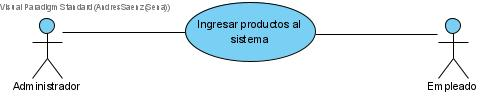 Visual Paradigm Standard (AndresSaenz(Sena))
Ingresar productos al
sistema
Administrador
Empleado